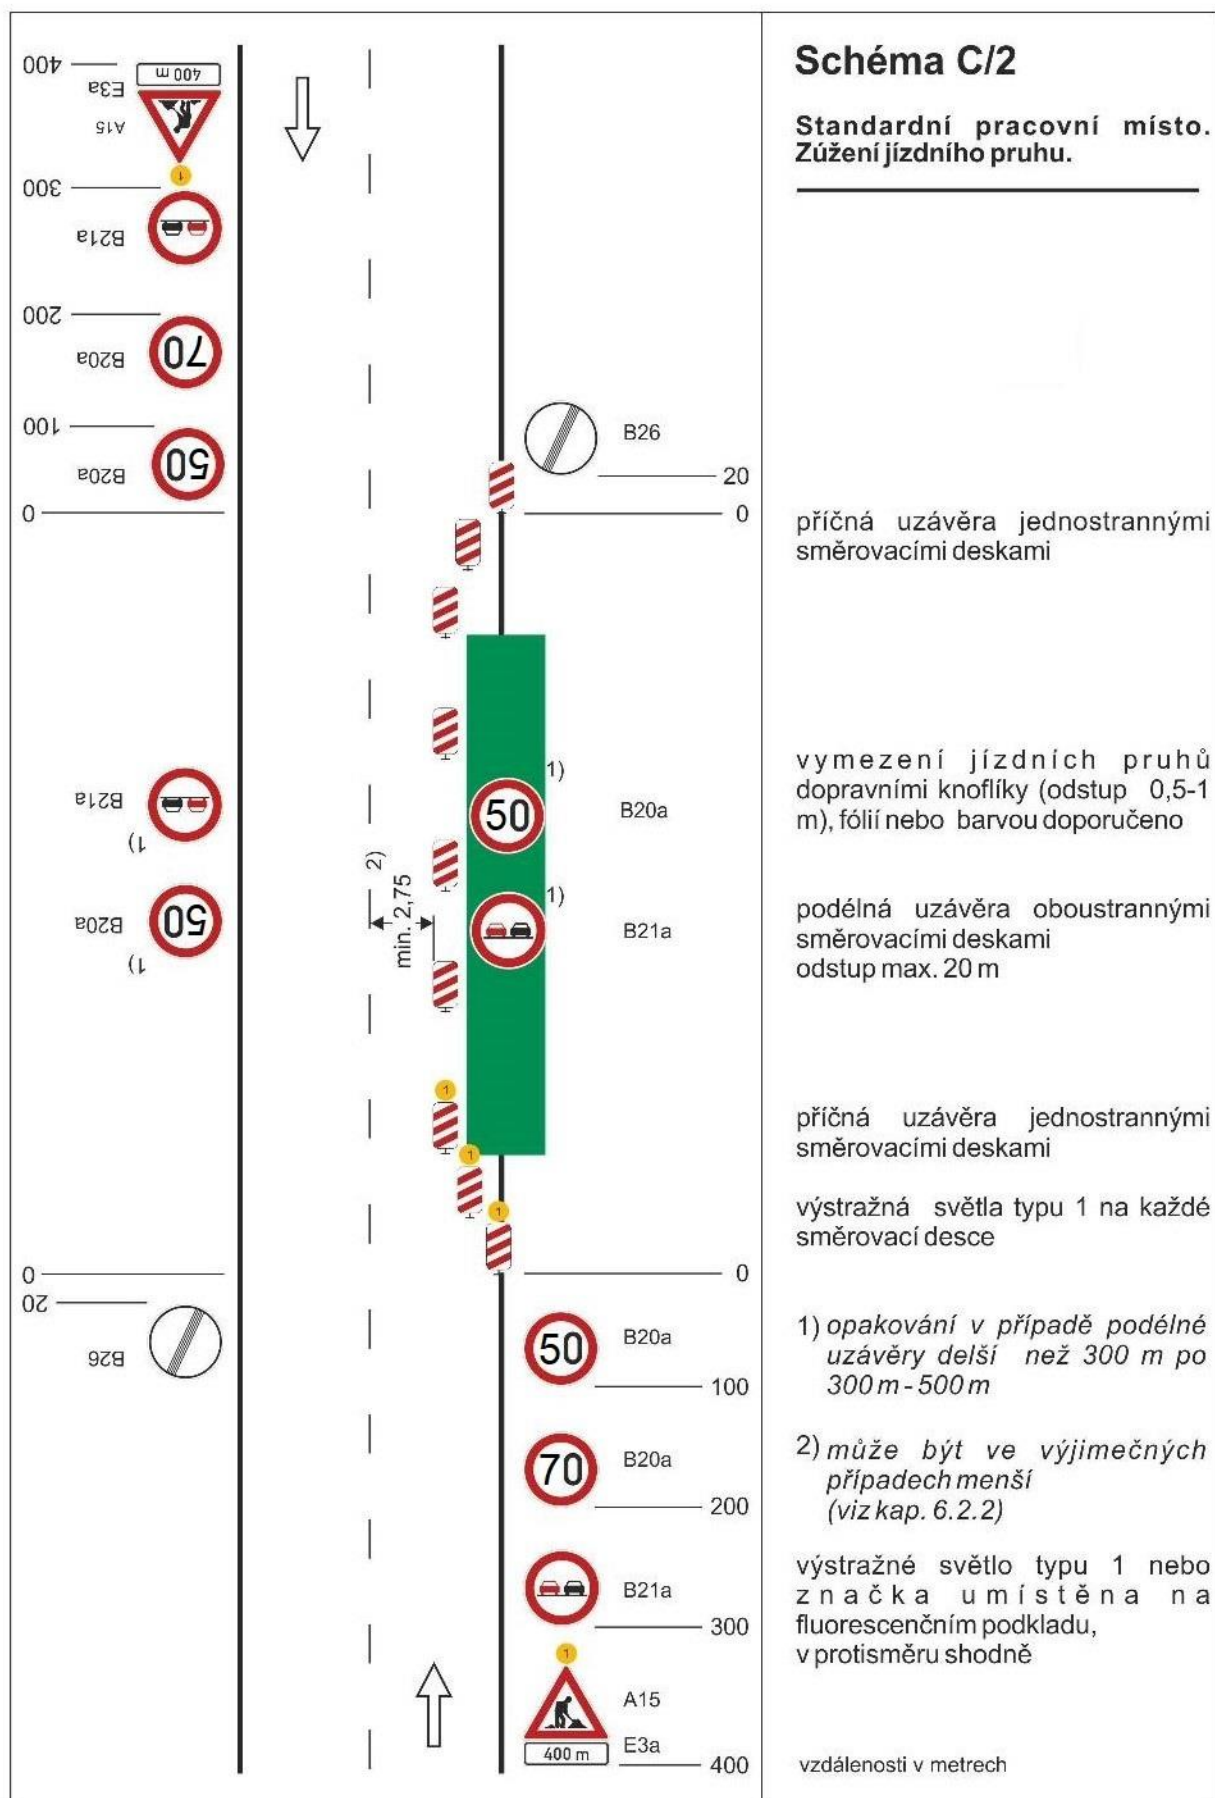 Schéma C/2
Standardní pracovní místo.
Zúžení jízdního pruhu.
400
400 m
E3a
A15
1
300
B21a
200
70
B20a
100
50
B20a
0
B26
20
0
příčná uzávěra jednostrannými
směrovacími deskami
vymezení jízdních pruhů
dopravními knoflíky (odstup 0,5-1
m), fólií nebo barvou doporučeno
B21a
1)
50
B20a
1)
1)
50
B20a
1)
B21a
2)
min. 2,75
podélná uzávěra oboustrannými
směrovacími deskami
odstup max. 20 m
1
1
1
příčná uzávěra jednostrannými
směrovacími deskami
výstražná světla typu 1 na každé
směrovací desce
0
20
B26
0
50
B20a
100
70
B20a
200
B21a
300
1
A15
400 m
E3a
400
1) opakování v případě podélné
uzávěry delší než 300 m po
300 m - 500 m
2) může být ve výjimečných
případech menší
(viz kap. 6.2.2)
výstražné světlo typu 1 nebo
značka umístěna na
fluorescenčním podkladu,
v protisměru shodně
vzdálenosti v metrech